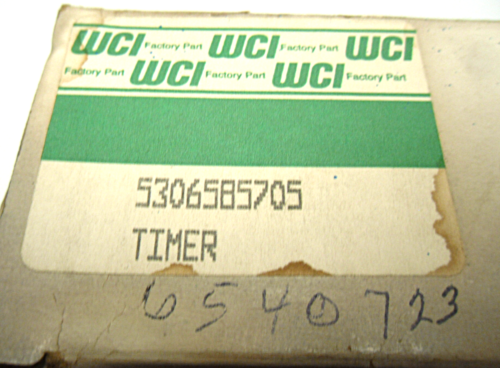 WCI Factory Part WCI Factory Part WCI
Factory Part WCI Factory Part WCI Factory Part
5306585705
TIMER
6540723